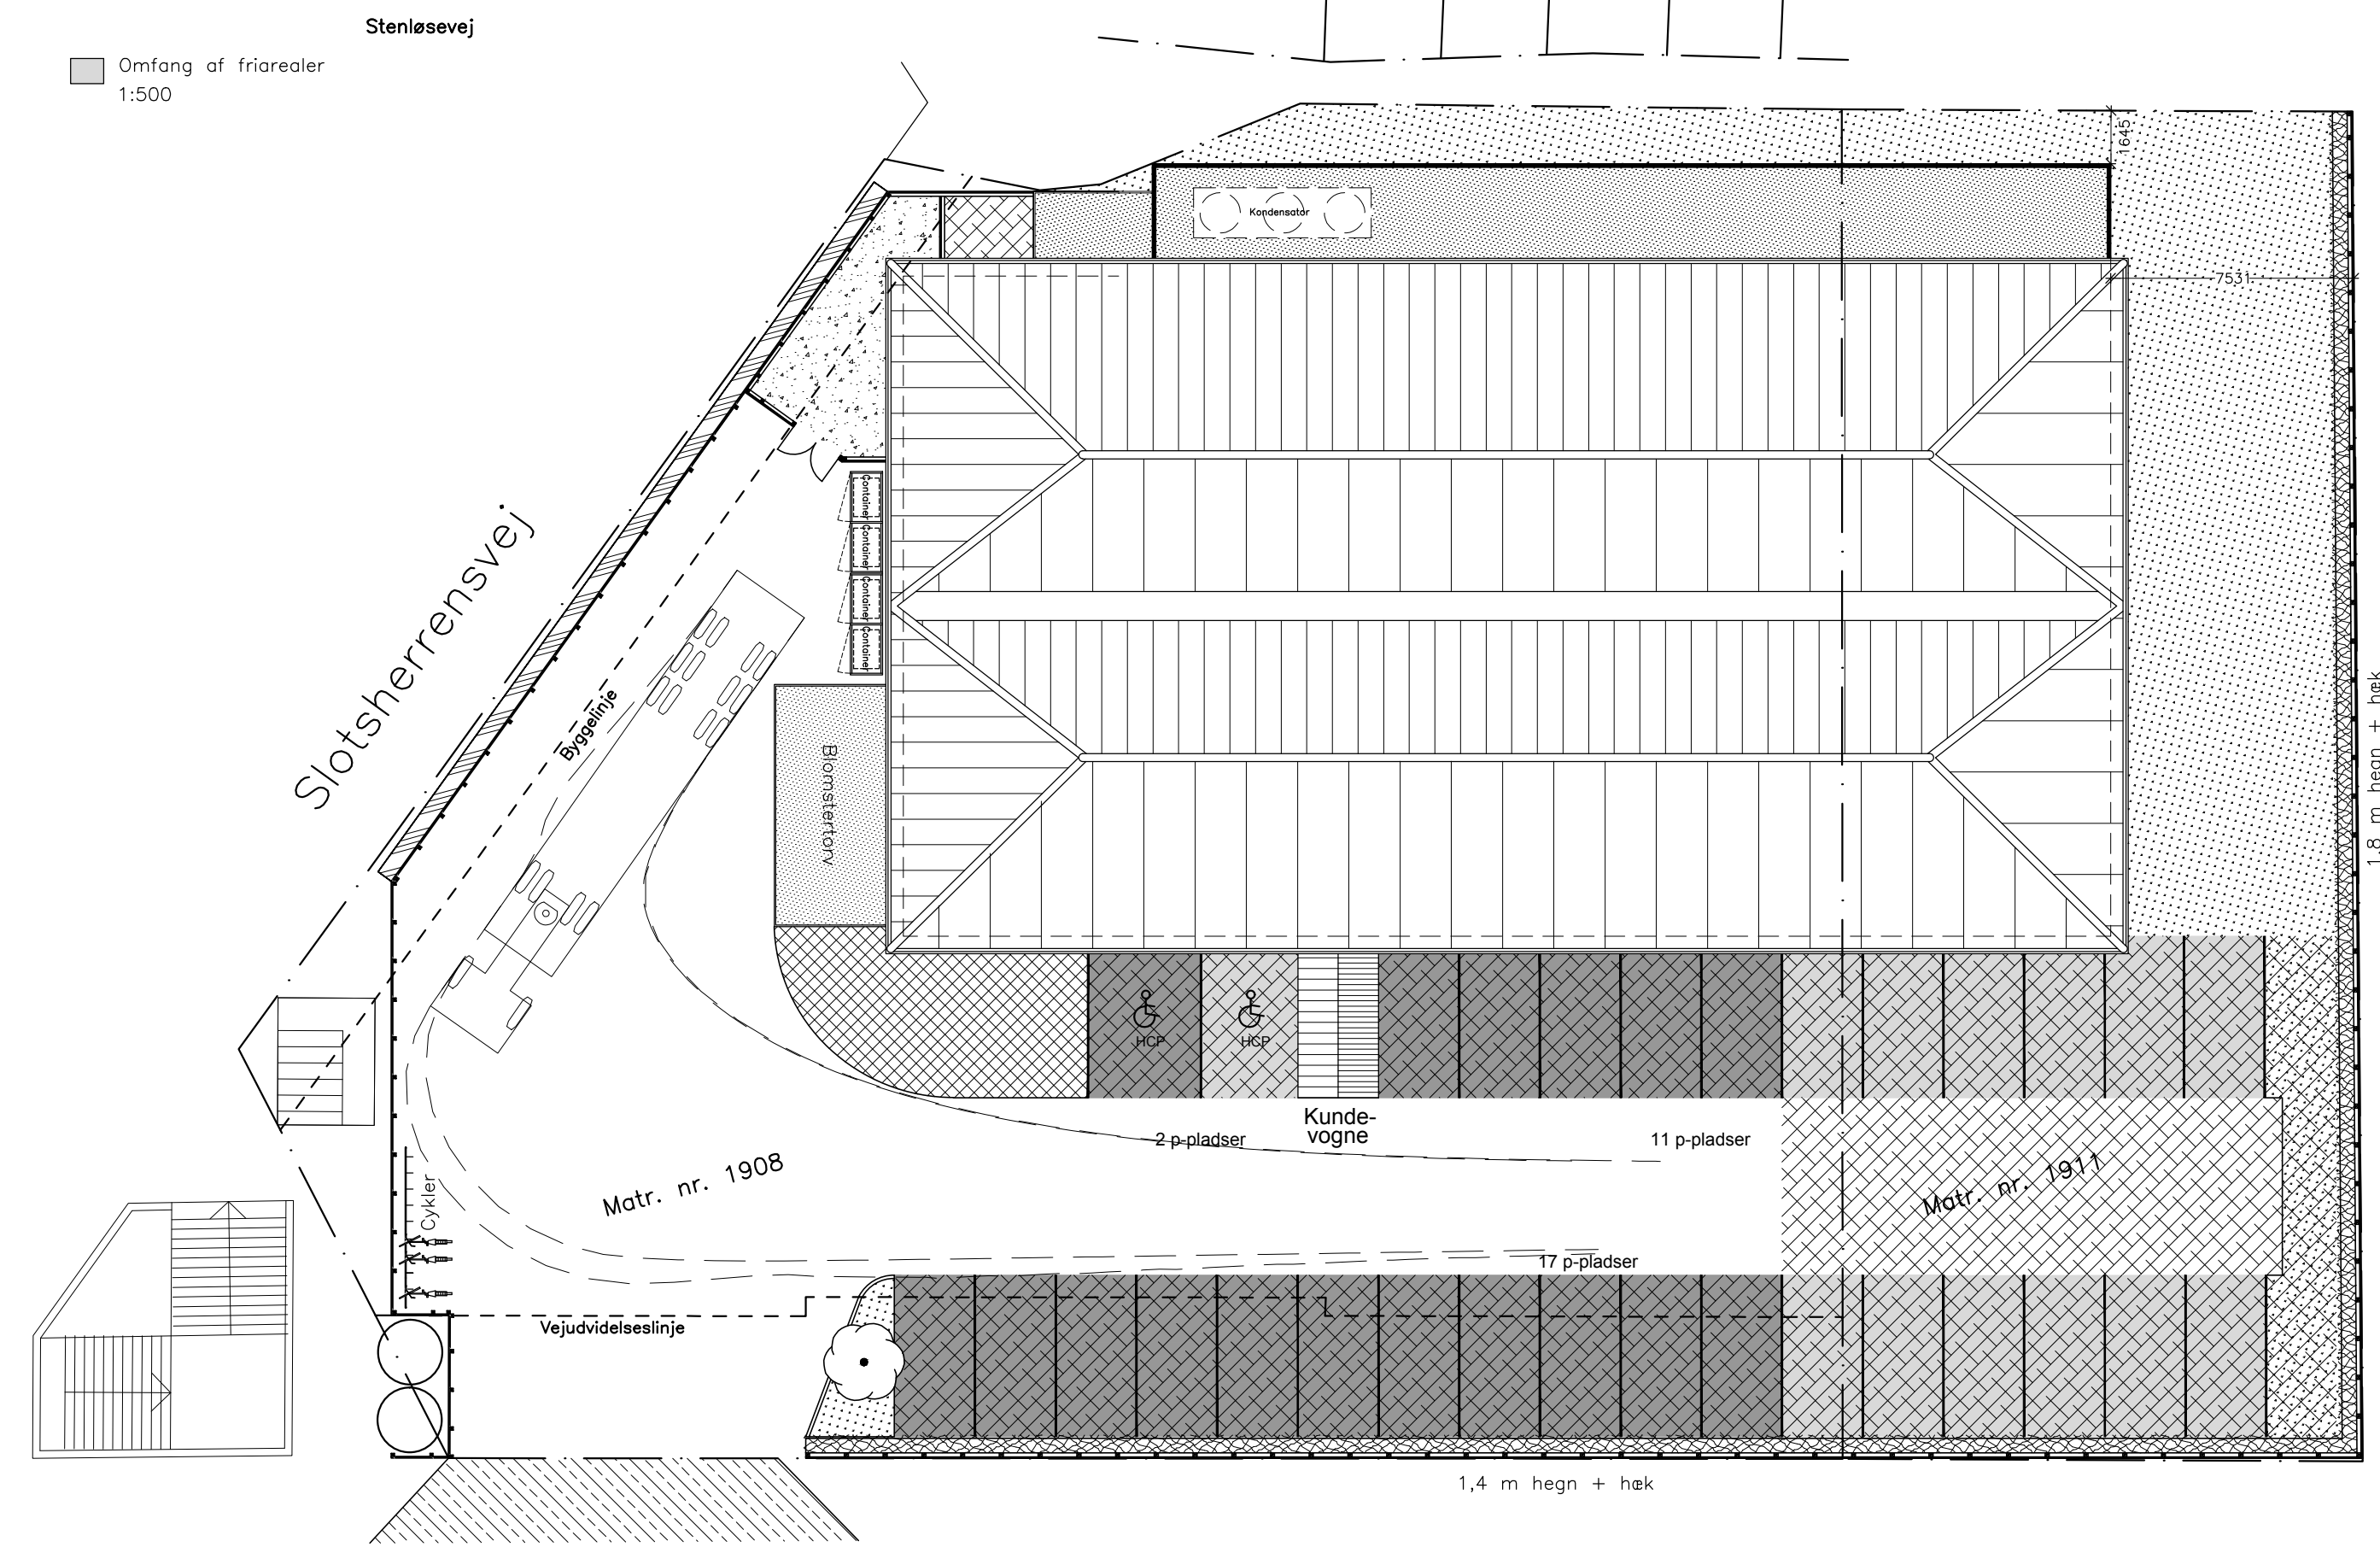 Stenløsevej
Omfang af friarealer
1:500
1645
Kondensator
7531
Slotsherrensvej
Container
Container
Container
Container
Byggelinje
Blomstertorv
1,8 m hegn + hæk
HCP
HCP
Kunde-
vogne
2 p-pladser
11 p-pladser
Matr. nr. 1908
Matr. nr. 1911
Cykler
17 p-pladser
Vejudvidelseslinje
1,4 m hegn + hæk